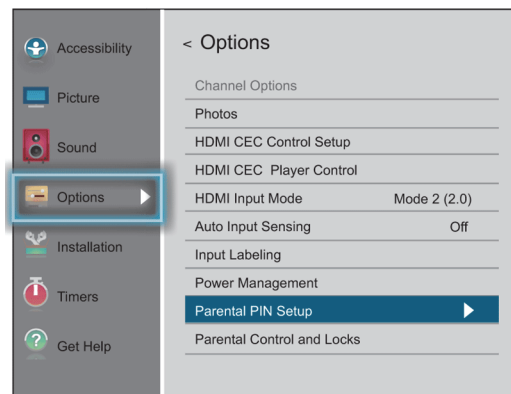 Accessibility
Picture
Sound
Options
Installation
Timers
Get Help
< Options
Channel Options
Photos
HDMI CEC Control Setup
HDMI CEC  Player Control
HDMI Input Mode Mode 2 (2.0)
Auto Input Sensing Off
Input Labeling
Power Management
Parental PIN Setup
Parental Control and Locks